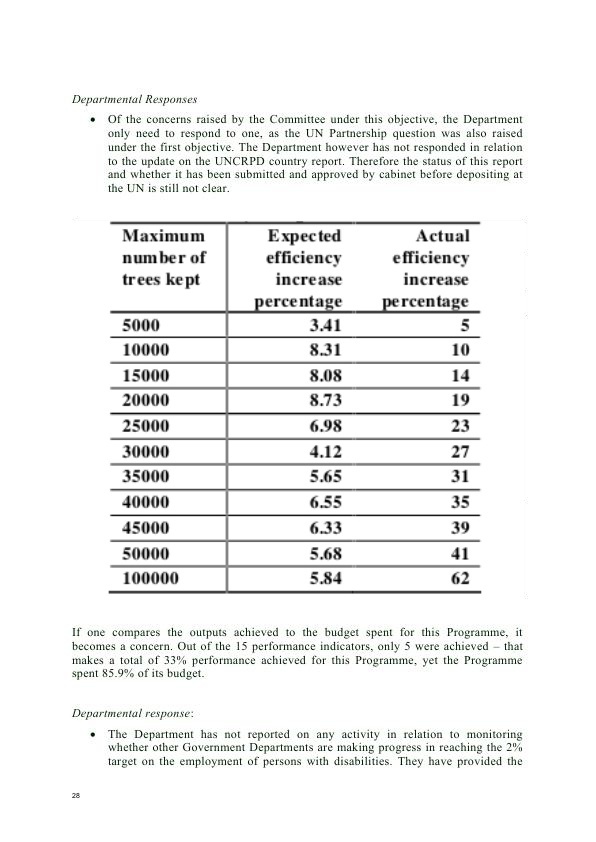 Departmental Responses
• Of the concerns raised by the Committee under this objective, the Department
only need to respond to one, as the UN Partnership question was also raised
under the first objective. The Department however has not responded in relation
to the update on the UNCRPD country report. Therefore the status of this report
and whether it has been submitted and approved by cabinet before depositing at
the UN is still not clear.
Maximum number of trees kept Expected efficiency increase percentage Actual efficiency increase percentage
5000 3.41 5
10000 8.31 10
15000 8.08 14
20000 8.73 19
25000 6.98 23
30000 4.12 27
35000 5.65 31
40000 6.55 35
45000 6.33 39
50000 5.68 41
100000 5.84 62
If one compares the outputs achieved to the budget spent for this Programme, it
becomes a concern. Out of the 15 performance indicators, only 5 were achieved – that
makes a total of 33% performance achieved for this Programme, yet the Programme
spent 85.9% of its budget.
Departmental response:
• The Department has not reported on any activity in relation to monitoring
whether other Government Departments are making progress in reaching the 2%
target on the employment of persons with disabilities. They have provided the
28